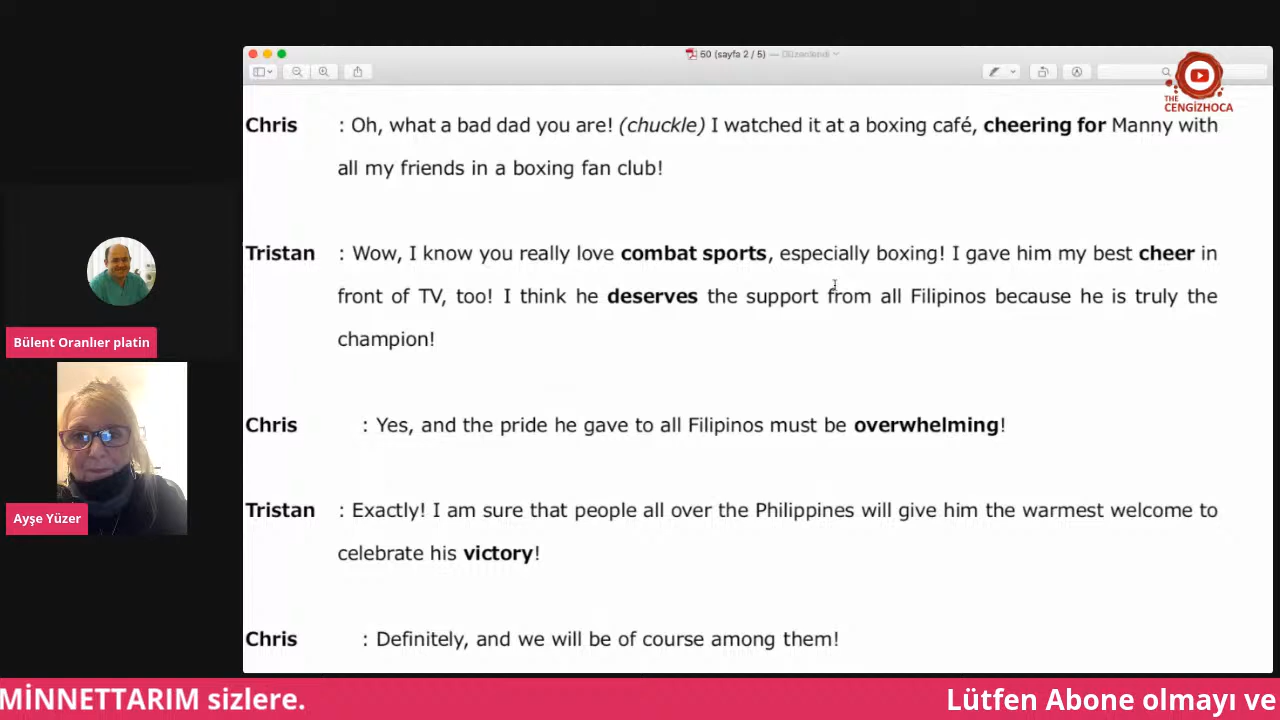 60 (sayfa 2 / 5) — Düzenlendi
THE
CENGİZHOCA
Chris : Oh, what a bad dad you are! (chuckle) I watched it at a boxing café, cheering for Manny with
all my friends in a boxing fan club!
Tristan : Wow, I know you really love combat sports, especially boxing! I gave him my best cheer in
front of TV, too! I think he deserves the support from all Filipinos because he is truly the
champion!
Chris : Yes, and the pride he gave to all Filipinos must be overwhelming!
Tristan : Exactly! I am sure that people all over the Philippines will give him the warmest welcome to
celebrate his victory!
Chris : Definitely, and we will be of course among them!
Bülent Oranlıer platin
Ayşe Yüzer
MİNNETTARIM sizlere. Lütfen Abone olmayı ve